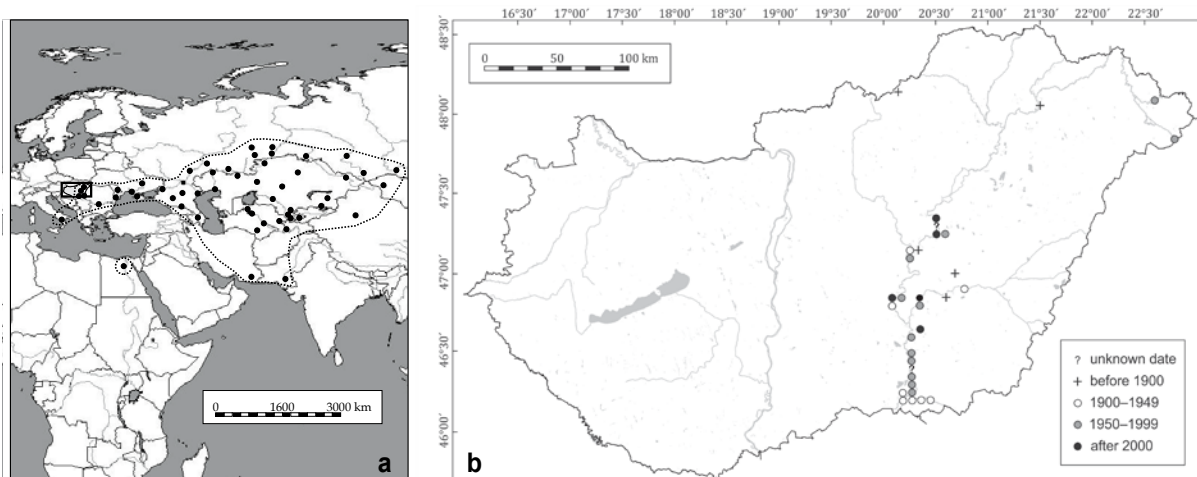 0 1600 3000 km
a
16°30´ 17°00´ 17°30´ 18°00´ 18°30´ 19°00´ 19°30´ 20°00´ 20°30´ 21°00´ 21°30´ 22°00´ 22°30´
48°30´
48°00´
47°30´
47°00´
46°30´
46°00´
0 50 100 km
?
?
? unknown date
+ before 1900
1900–1949
1950–1999
after 2000
b